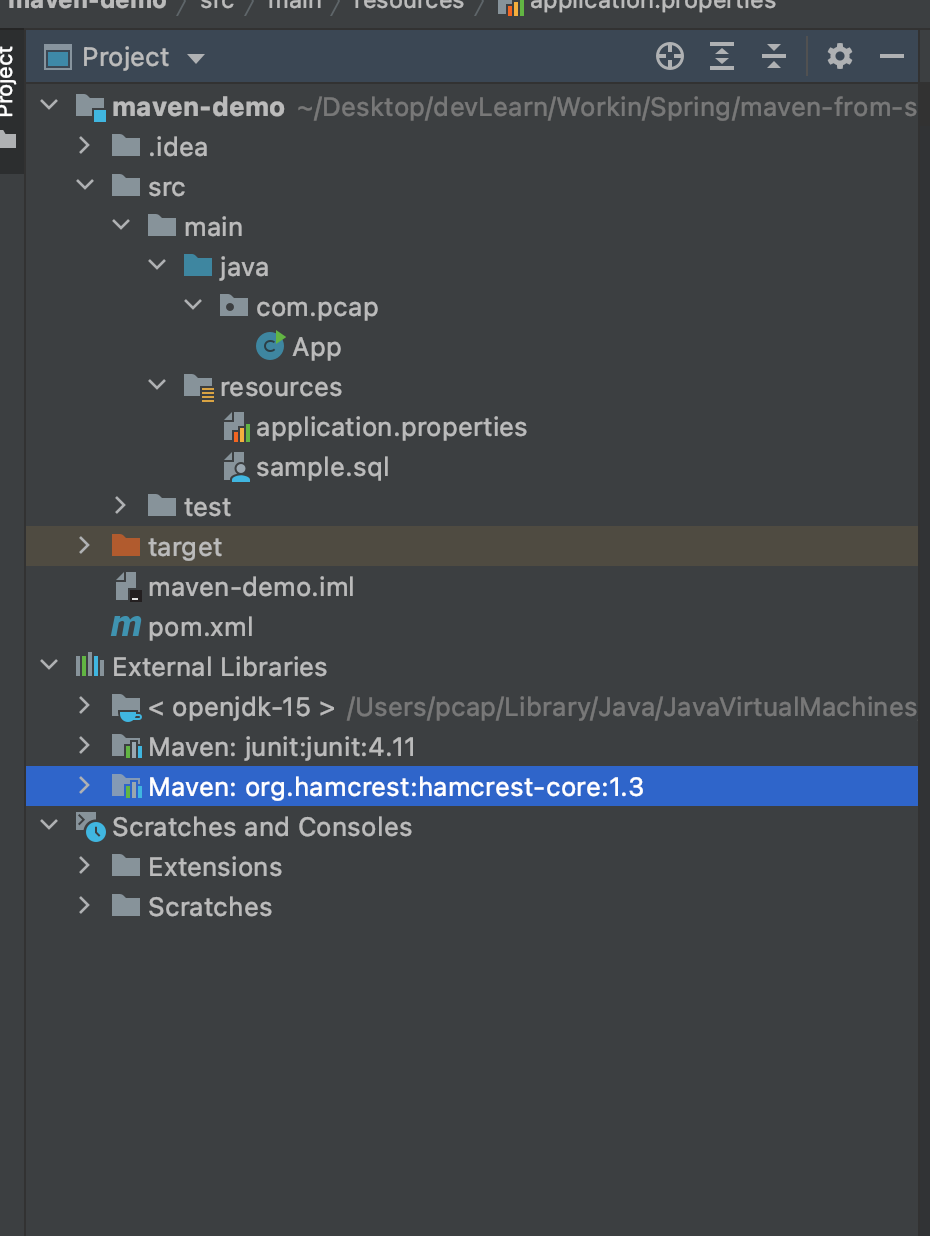 maven-demo / src / main / resources / application.properties
Project
Project
maven-demo ~/Desktop/devLearn/Workin/Spring/maven-from-s
.idea
src
main
java
com.pcap
App
resources
application.properties
sample.sql
test
target
maven-demo.iml
pom.xml
External Libraries
< openjdk-15 > /Users/pcap/Library/Java/JavaVirtualMachines
Maven: junit:junit:4.11
Maven: org.hamcrest:hamcrest-core:1.3
Scratches and Consoles
Extensions
Scratches